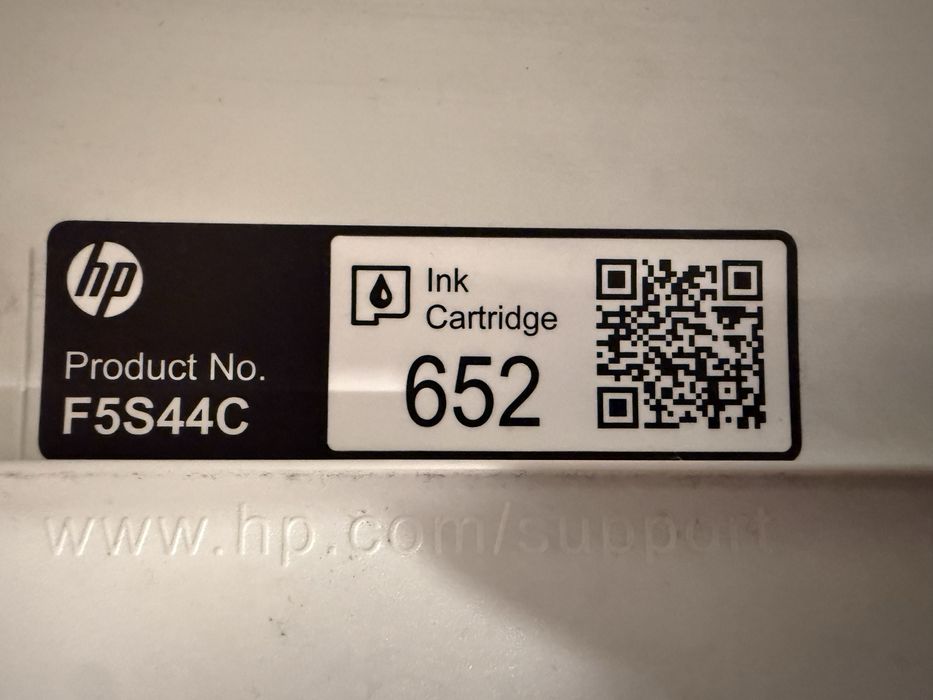 hp
Product No.
F5S44C
Ink
Cartridge
652
www.hp.com/support